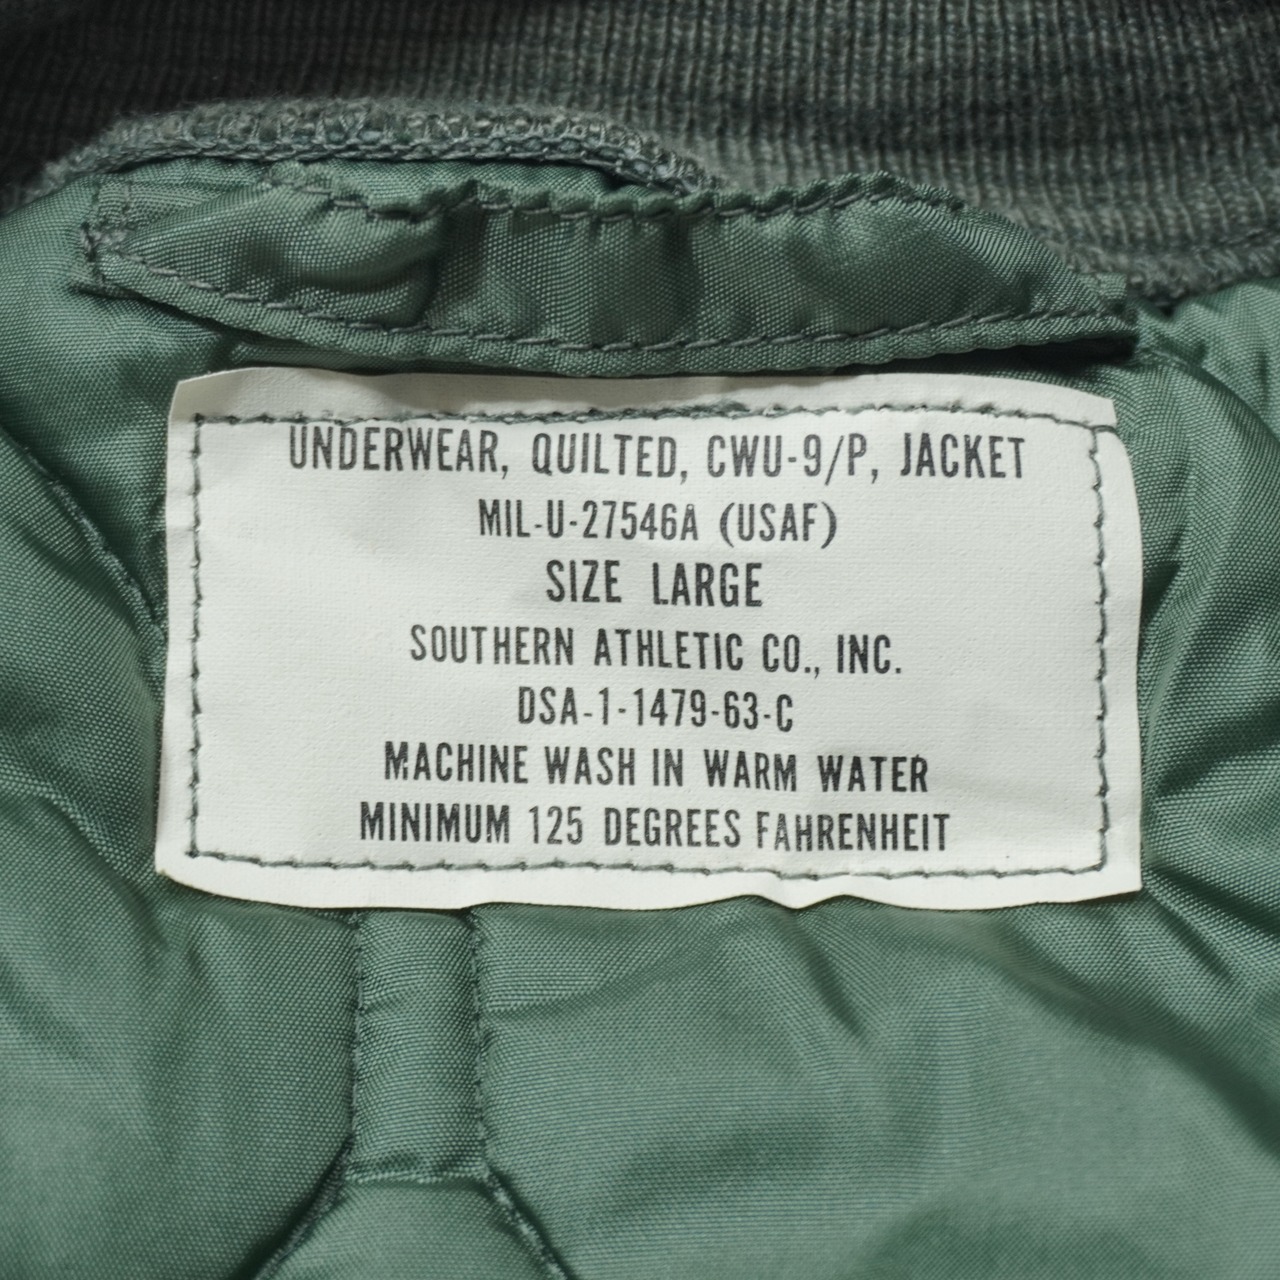 UNDERWEAR, QUILTED, CWU-9/P, JACKET
MIL-U-27546A (USAF)
SIZE LARGE
SOUTHERN ATHLETIC CO., INC.
DSA-1-1479-63-C
MACHINE WASH IN WARM WATER
MINIMUM 125 DEGREES FAHRENHEIT